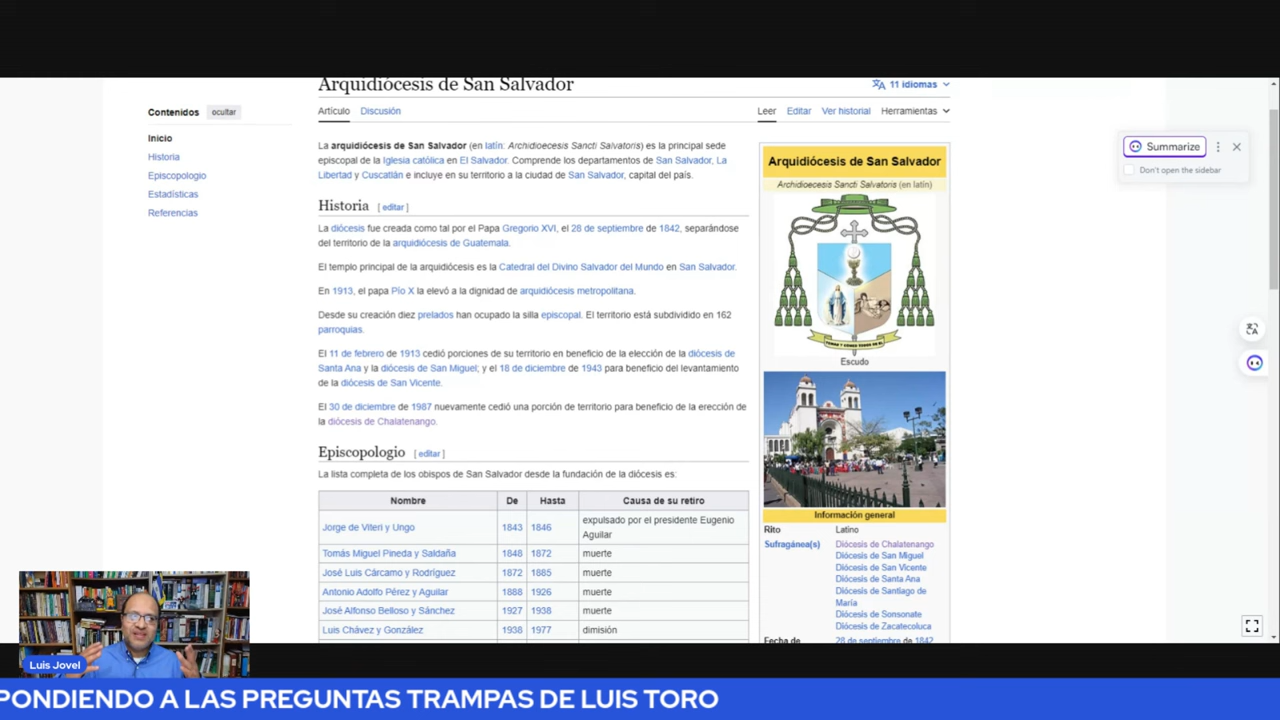 Arquidiócesis de San Salvador
11 idiomas
Contenidos ocultar
Artículo Discusión
Leer Editar Ver historial Herramientas
Inicio
Historia
Episcopologio
Estadísticas
Referencias
La arquidiócesis de San Salvador (en latín: Archidioecesis Sancti Salvatoris) es la principal sede
episcopal de la Iglesia católica en El Salvador. Comprende los departamentos de San Salvador, La
Libertad y Cuscatlán e incluye en su territorio a la ciudad de San Salvador, capital del país.
Historia [ editar ]
La diócesis fue creada como tal por el Papa Gregorio XVI, el 28 de septiembre de 1842, separándose
del territorio de la arquidiócesis de Guatemala.
El templo principal de la arquidiócesis es la Catedral del Divino Salvador del Mundo en San Salvador.
En 1913, el papa Pío X la elevó a la dignidad de arquidiócesis metropolitana.
Desde su creación diez prelados han ocupado la silla episcopal. El territorio está subdividido en 162
parroquias.
El 11 de febrero de 1913 cedió porciones de su territorio en beneficio de la elección de la diócesis de
Santa Ana y la diócesis de San Miguel; y el 18 de diciembre de 1943 para beneficio del levantamiento
de la diócesis de San Vicente.
El 30 de diciembre de 1987 nuevamente cedió una porción de territorio para beneficio de la erección de
la diócesis de Chalatenango.
Episcopologio [ editar ]
La lista completa de los obispos de San Salvador desde la fundación de la diócesis es:
Nombre De Hasta Causa de su retiro
Jorge de Viteri y Ungo 1843 1846 expulsado por el presidente Eugenio
Aguilar
Tomás Miguel Pineda y Saldaña 1848 1872 muerte
José Luis Cárcamo y Rodríguez 1872 1885 muerte
Antonio Adolfo Pérez y Aguilar 1888 1926 muerte
José Alfonso Belloso y Sánchez 1927 1938 muerte
Luis Chávez y González 1938 1977 dimisión
Arquidiócesis de San Salvador
Archidioecesis Sancti Salvatoris (en latín)
Escudo
Información general
Rito Latino
Sufragánea(s) Diócesis de Chalatenango
Diócesis de San Miguel
Diócesis de San Vicente
Diócesis de Santa Ana
Diócesis de Santiago de
María
Diócesis de Sonsonate
Diócesis de Zacatecoluca
Fecha de 28 de septiembre de 1842
Summarize
Don't open the sidebar
Luis Jovel
PONDIENDO A LAS PREGUNTAS TRAMPAS DE LUIS TORO